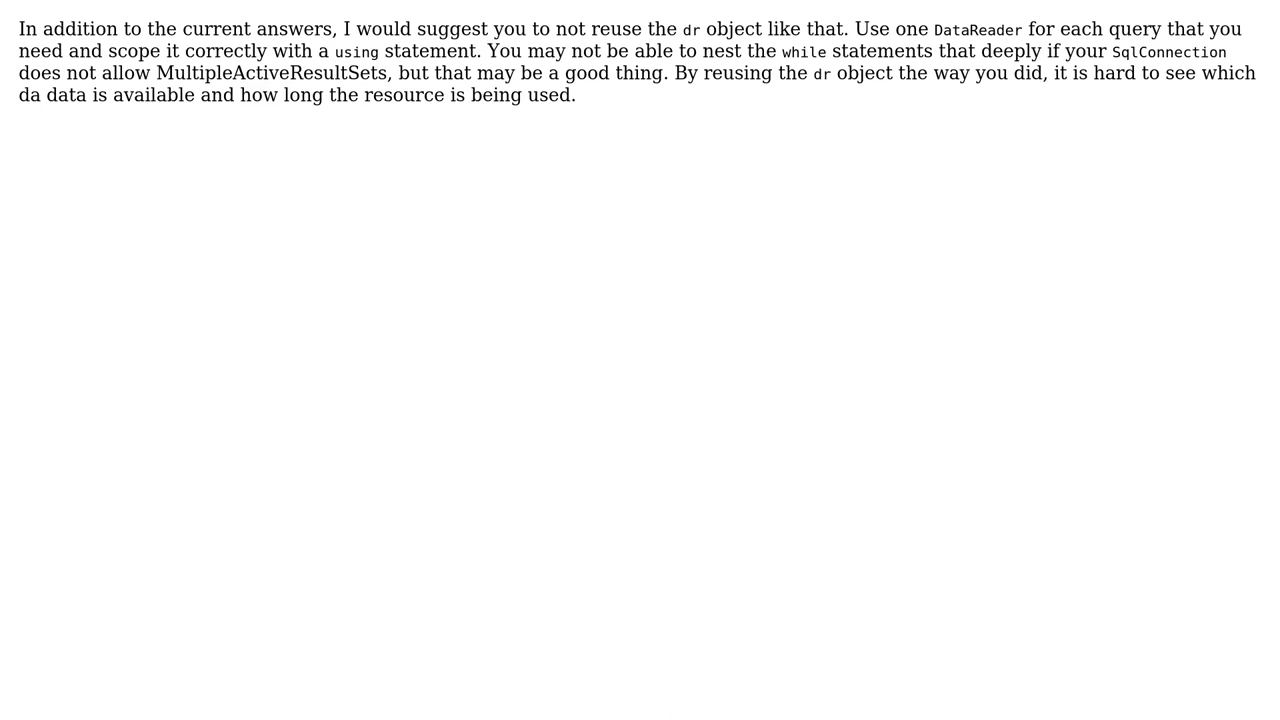 In addition to the current answers, I would suggest you to not reuse the dr object like that. Use one DataReader for each query that you
need and scope it correctly with a using statement. You may not be able to nest the while statements that deeply if your SqlConnection
does not allow MultipleActiveResultSets, but that may be a good thing. By reusing the dr object the way you did, it is hard to see which
da data is available and how long the resource is being used.